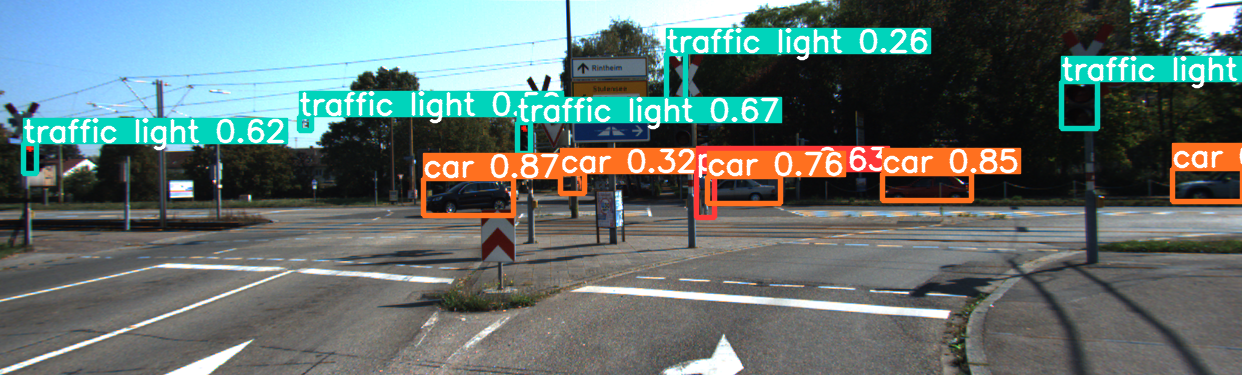 traffic light 0.26
traffic light
traffic light 0.
traffic light 0.67
traffic light 0.62
Rintheim
car 0.87
car 0.32
car 0.76
63
car 0.85
car